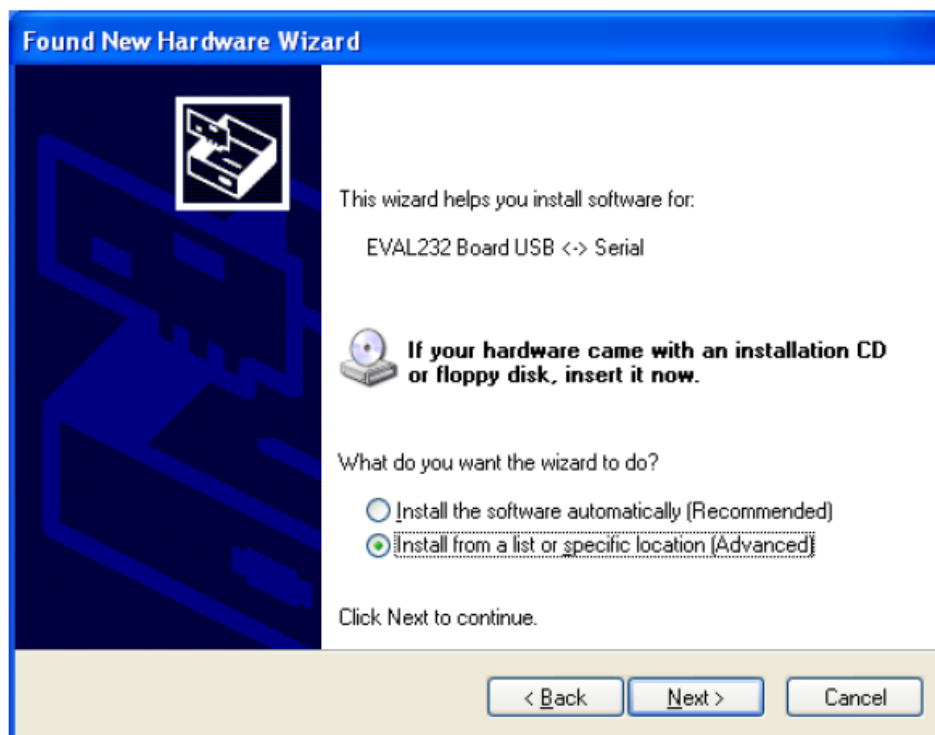 Found New Hardware Wizard
This wizard helps you install software for:
EVAL232 Board USB <-> Serial
If your hardware came with an installation CD
or floppy disk, insert it now.
What do you want the wizard to do?
Install the software automatically (Recommended)
Install from a list or specific location (Advanced)
Click Next to continue.
< Back
Next >
Cancel